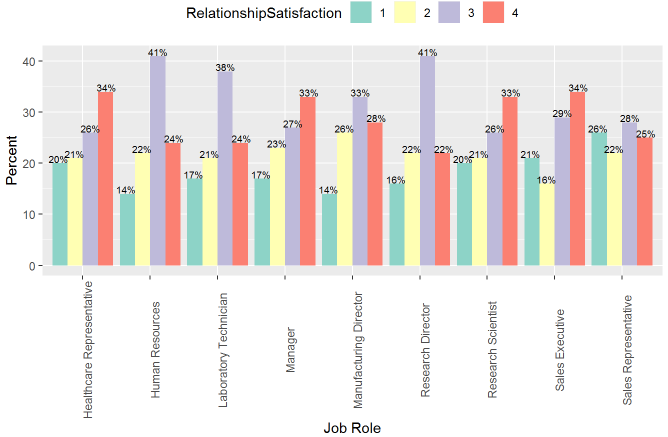 RelationshipSatisfaction 1 2 3 4
41% 41%
40
38%
34% 33% 33% 33% 34%
30
29%
28% 28%
27%
26% 26% 26% 26%
24% 24% 25%
23%
22% 22% 22% 22%
21% 21% 21% 21%
20% 20%
20
17% 17%
16% 16%
14% 14%
10
0
Percent
Healthcare Representative
Human Resources
Laboratory Technician
Manager
Manufacturing Director
Research Director
Research Scientist
Sales Executive
Sales Representative
Job Role